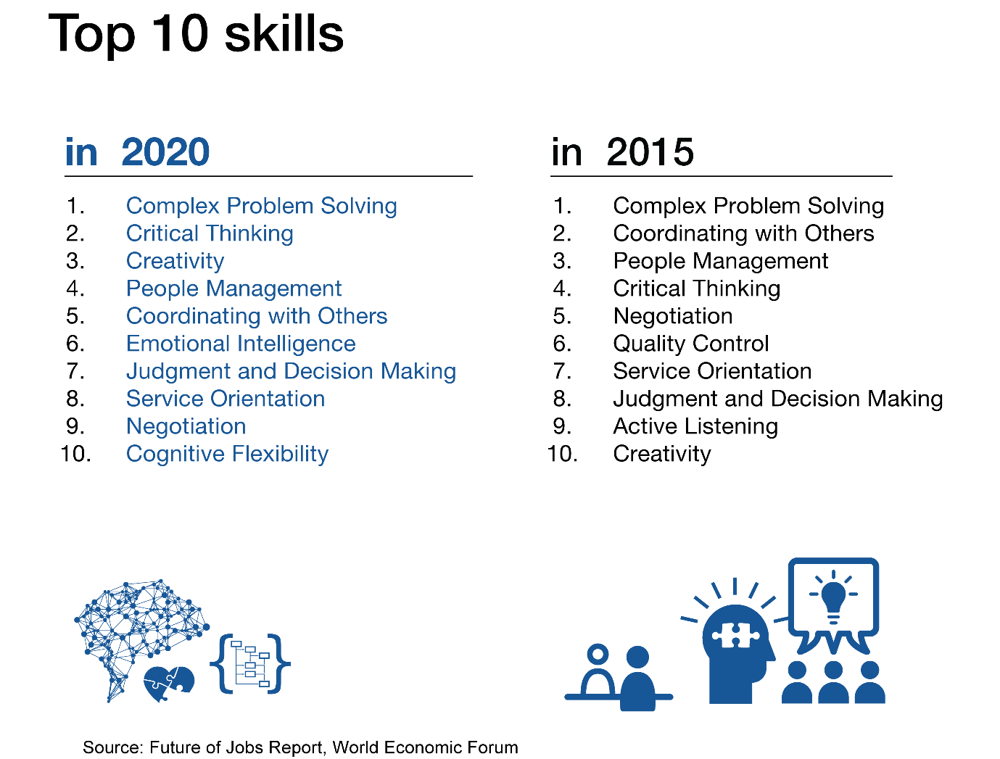 Top 10 skills
in 2020
1. Complex Problem Solving
2. Critical Thinking
3. Creativity
4. People Management
5. Coordinating with Others
6. Emotional Intelligence
7. Judgment and Decision Making
8. Service Orientation
9. Negotiation
10. Cognitive Flexibility
in 2015
1. Complex Problem Solving
2. Coordinating with Others
3. People Management
4. Critical Thinking
5. Negotiation
6. Quality Control
7. Service Orientation
8. Judgment and Decision Making
9. Active Listening
10. Creativity
Source: Future of Jobs Report, World Economic Forum